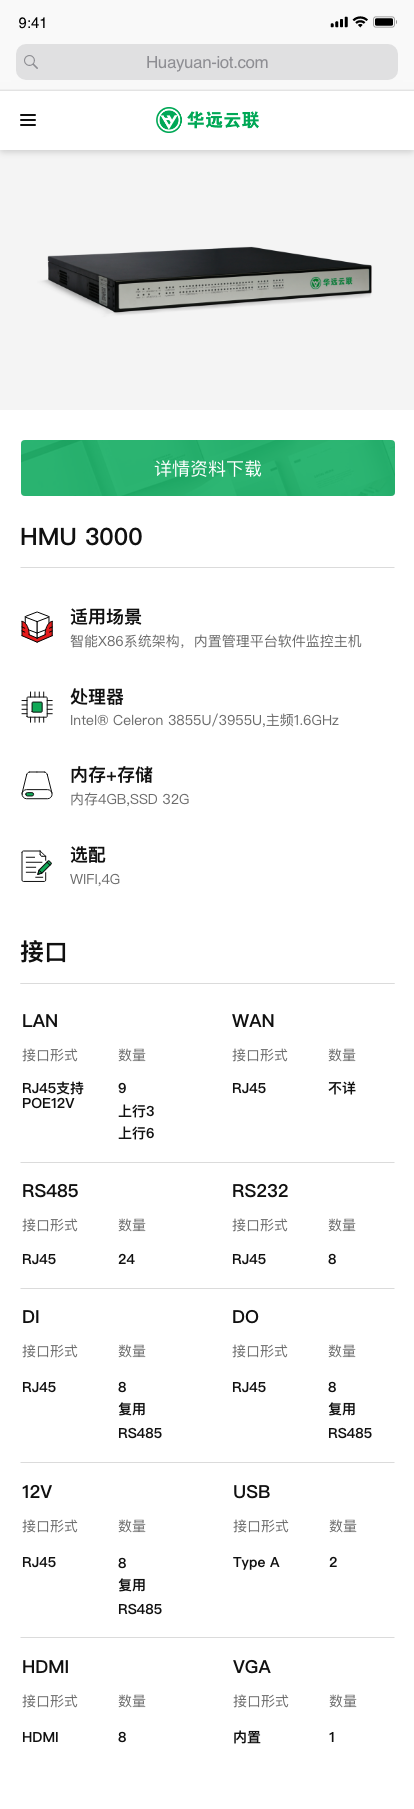 9:41
Huayuan-iot.com
华远云联
华远云联
详情资料下载
HMU 3000
适用场景
智能X86系统架构，内置管理平台软件监控主机
处理器
Intel® Celeron 3855U/3955U,主频1.6GHz
内存+存储
内存4GB,SSD 32G
选配
WIFI,4G
接口
LAN
接口形式 数量
RJ45支持 9
POE12V
上行3
上行6
WAN
接口形式 数量
RJ45 不详
RS485
接口形式 数量
RJ45 24
RS232
接口形式 数量
RJ45 8
DI
接口形式 数量
RJ45 8
复用
RS485
DO
接口形式 数量
RJ45 8
复用
RS485
12V
接口形式 数量
RJ45 8
复用
RS485
USB
接口形式 数量
Type A 2
HDMI
接口形式 数量
HDMI 8
VGA
接口形式 数量
内置 1